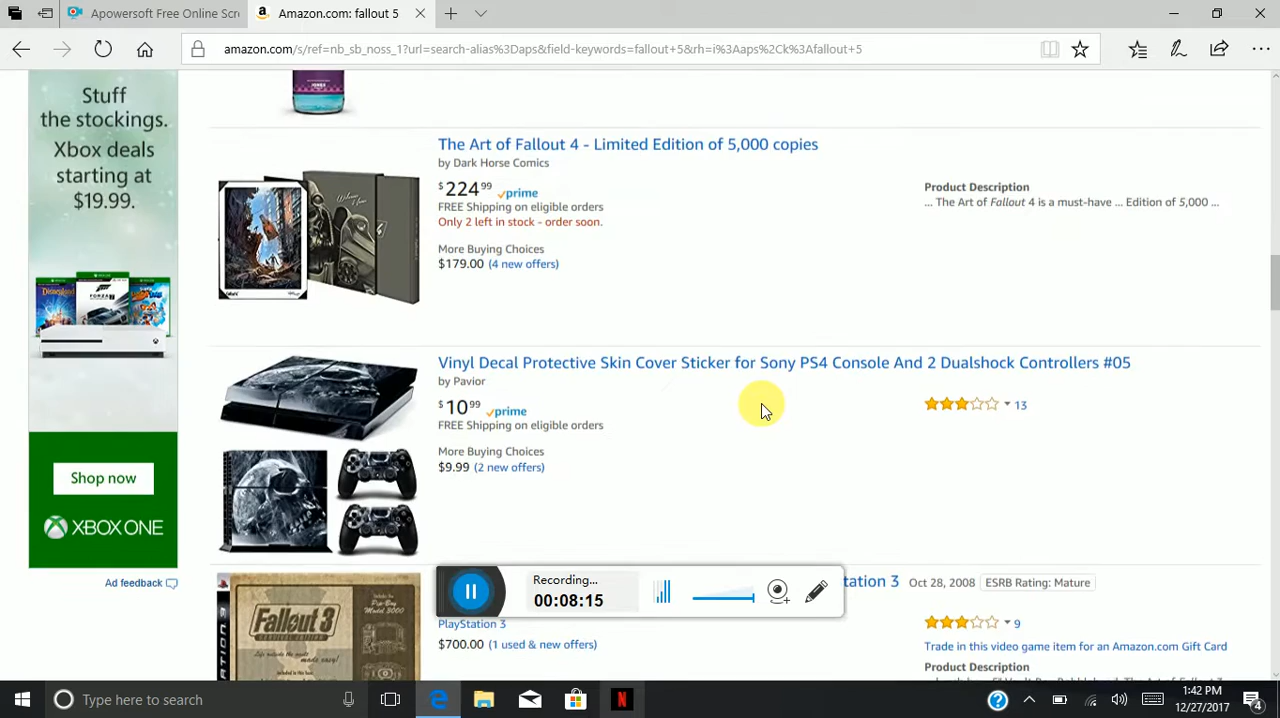 Apowersoft Free Online Scr
Amazon.com: fallout 5
amazon.com/s/ref=nb_sb_noss_1?url=search-alias%3Daps&field-keywords=fallout+5&rh=i%3Aaps%2Ck%3Afallout+5
Stuff
the stockings.
Xbox deals
starting at
$19.99.
Shop now
XBOX ONE
Ad feedback
The Art of Fallout 4 - Limited Edition of 5,000 copies
by Dark Horse Comics
$224.99 prime
FREE Shipping on eligible orders
Only 2 left in stock - order soon.
More Buying Choices
$179.00 (4 new offers)
Product Description
... The Art of Fallout 4 is a must-have ... Edition of 5,000 ...
Vinyl Decal Protective Skin Cover Sticker for Sony PS4 Console And 2 Dualshock Controllers #05
by Pavior
$10.99 prime
FREE Shipping on eligible orders
More Buying Choices
$9.99 (2 new offers)
13
Fallout 3
tation 3 Oct 28, 2008 ESRB Rating: Mature
PlayStation 3
$700.00 (1 used & new offers)
9
Trade in this video game item for an Amazon.com Gift Card
Product Description
Recording...
00:08:15
Type here to search
1:42 PM
12/27/2017
4